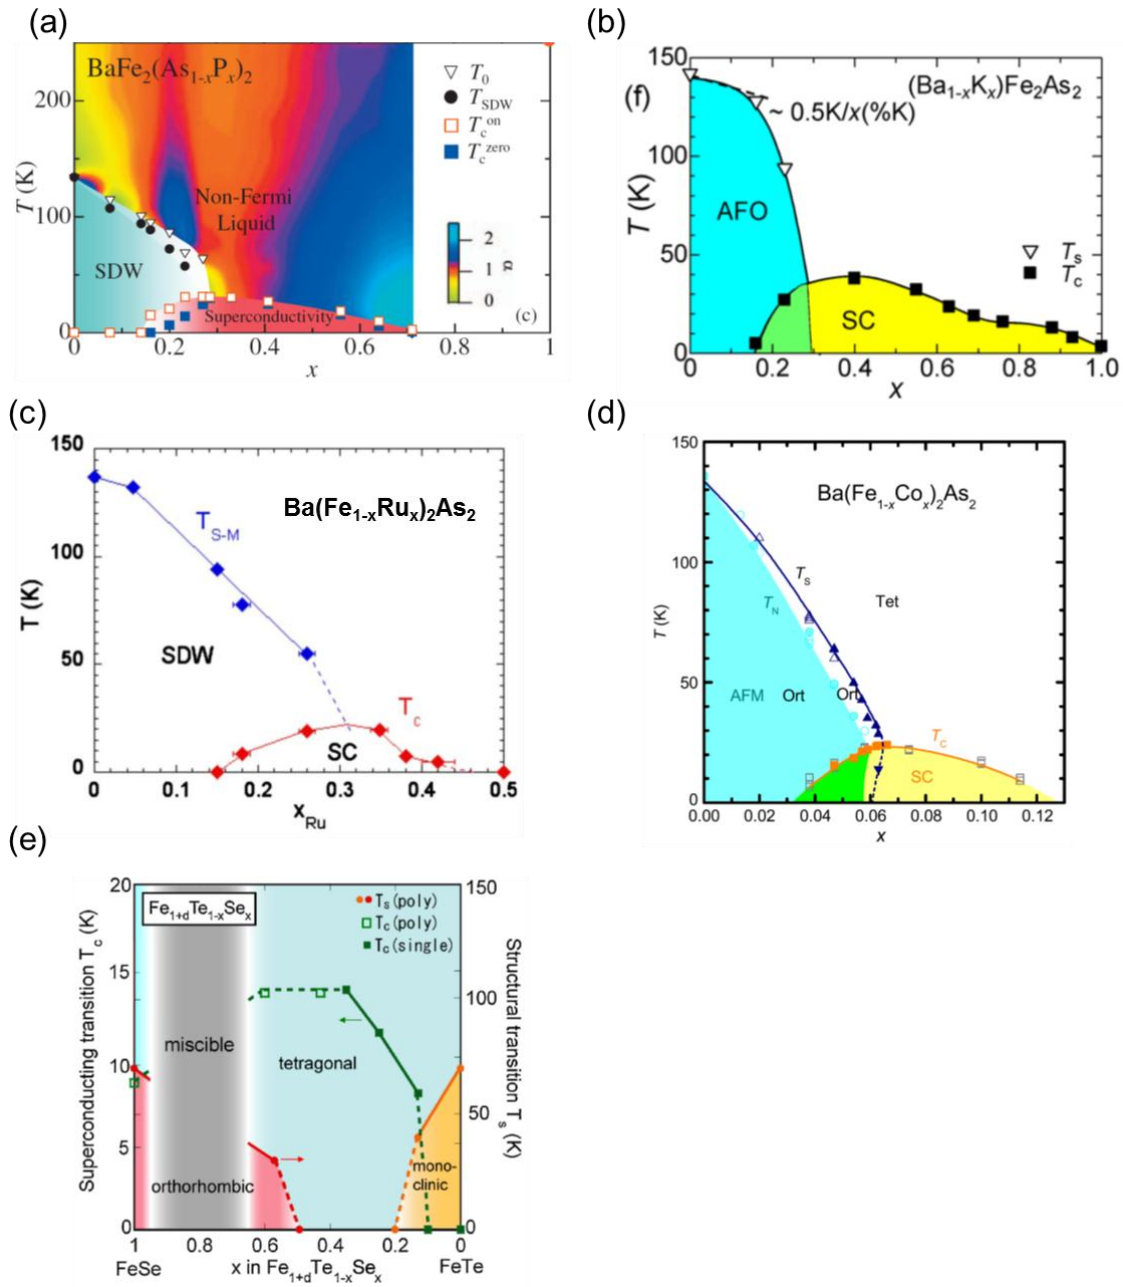 (a)
BaFe2(As1-xPx)2
T0
TSDW
Tc on
Tc zero
Non-Fermi
Liquid
SDW
Superconductivity
2
1
0
α
(c)
T (K)
200
100
0
0 0.2 0.4 0.6 0.8 1
x
(b)
(f)
(Ba1-xKx)Fe2As2
~ 0.5K/x(%K)
AFO
SC
Ts
Tc
T (K)
150
100
50
0
0 0.2 0.4 0.6 0.8 1.0
x
(c)
Ba(Fe1-xRux)2As2
TS-M
SDW
Tc
SC
T (K)
150
100
50
0
0 0.1 0.2 0.3 0.4 0.5
xRu
(d)
Ba(Fe1-xCox)2As2
TS
TN
Tet
AFM Ort Ort
TC
SC
T (K)
150
100
50
0
0.00 0.02 0.04 0.06 0.08 0.10 0.12
x
(e)
Fe1+dTe1-xSex
Ts(poly)
Tc(poly)
Tc(single)
miscible
tetragonal
orthorhombic
mono-
clinic
Superconducting transition Tc (K)
20
15
10
5
0
Structural transition Ts (K)
150
100
50
0
1 0.8 0.6 0.4 0.2 0
FeSe x in Fe1+dTe1-xSex FeTe